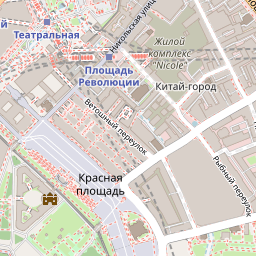 й
Театральная
Никольская улица
Жилой
комплекс
"Nicole"
Площадь
Революции
Китай-город
Ветошный переулок
Красная
площадь
Рыбный переулок